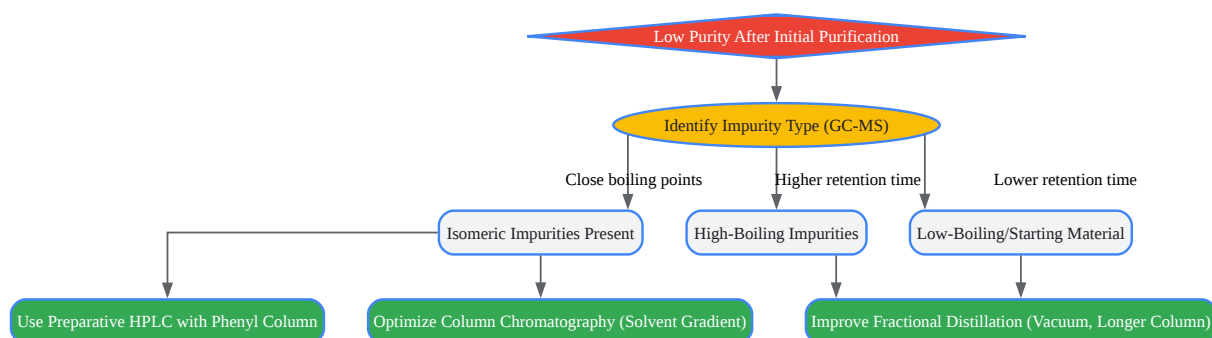 Low Purity After Initial Purification
Identify Impurity Type (GC-MS)
Close boiling points
Higher retention time
Lower retention time
Isomeric Impurities Present
High-Boiling Impurities
Low-Boiling/Starting Material
Use Preparative HPLC with Phenyl Column
Optimize Column Chromatography (Solvent Gradient)
Improve Fractional Distillation (Vacuum, Longer Column)